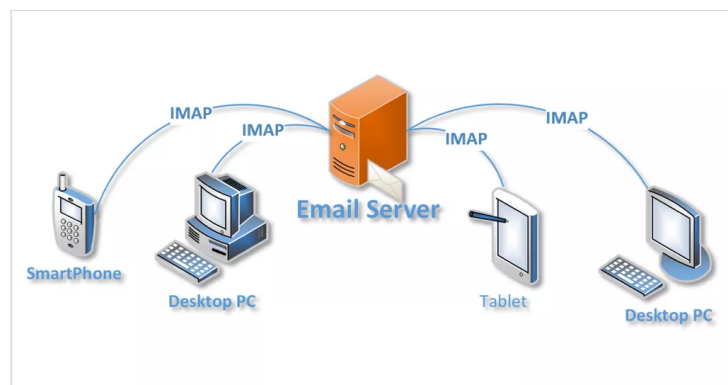 IMAP
IMAP
IMAP
IMAP
Email Server
SmartPhone
Desktop PC
Tablet
Desktop PC